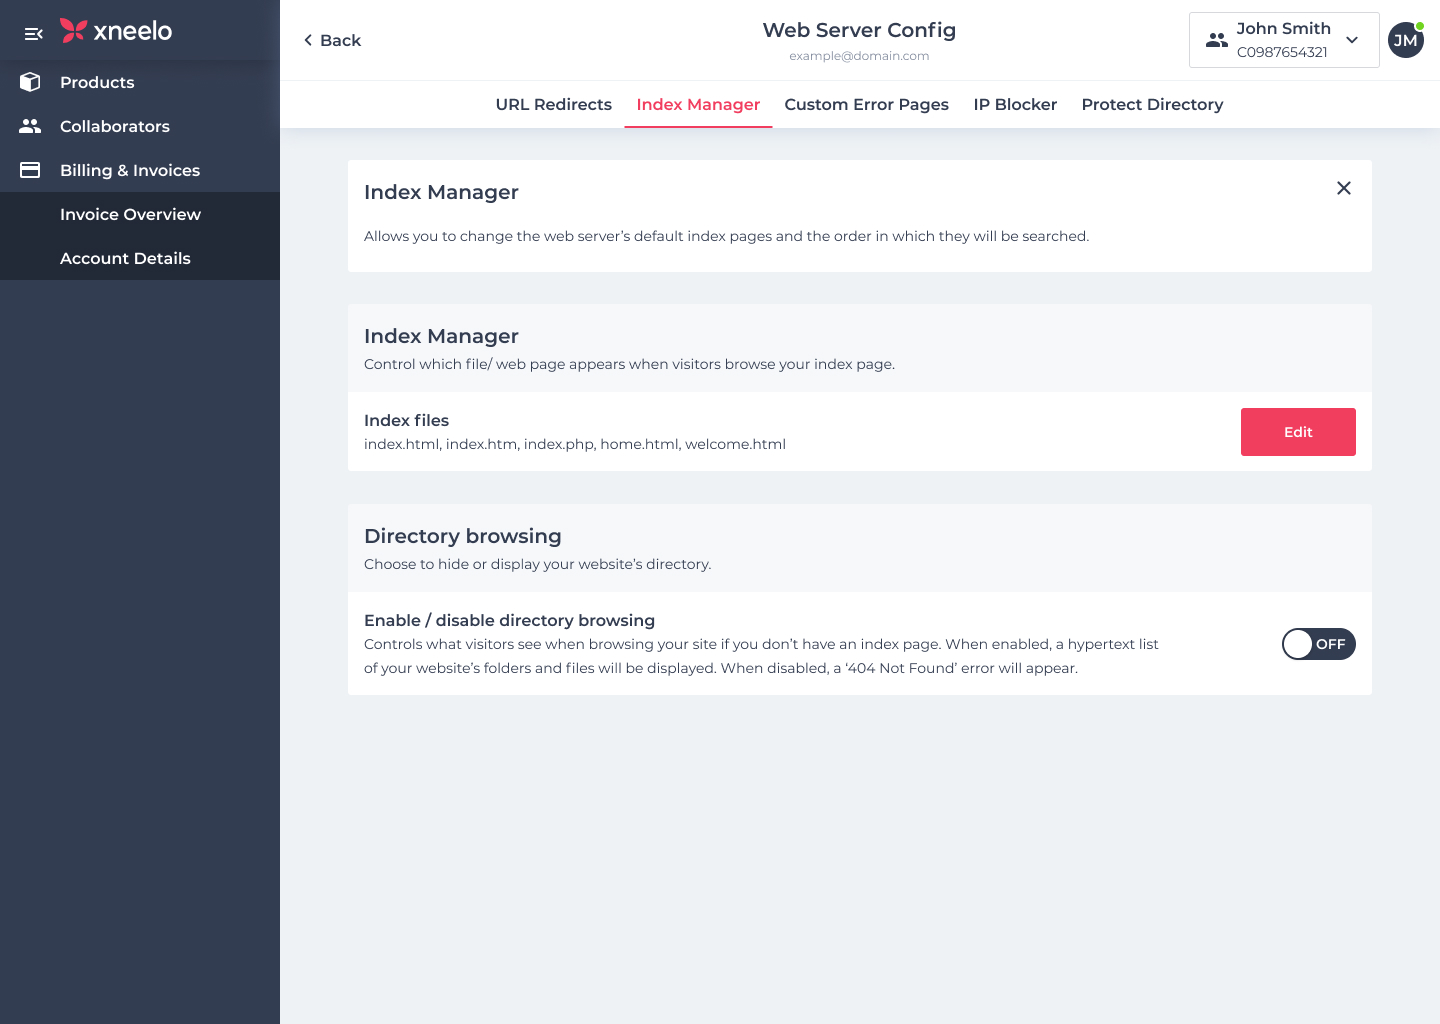 xneelo
Products
Collaborators
Billing & Invoices
Invoice Overview
Account Details
Back
Web Server Config
example@domain.com
John Smith
C0987654321
JM
URL Redirects
Index Manager
Custom Error Pages
IP Blocker
Protect Directory
Index Manager
Allows you to change the web server’s default index pages and the order in which they will be searched.
Index Manager
Control which file/ web page appears when visitors browse your index page.
Index files
index.html, index.htm, index.php, home.html, welcome.html
Edit
Directory browsing
Choose to hide or display your website’s directory.
Enable / disable directory browsing
Controls what visitors see when browsing your site if you don’t have an index page. When enabled, a hypertext list
of your website’s folders and files will be displayed. When disabled, a ‘404 Not Found’ error will appear.
OFF